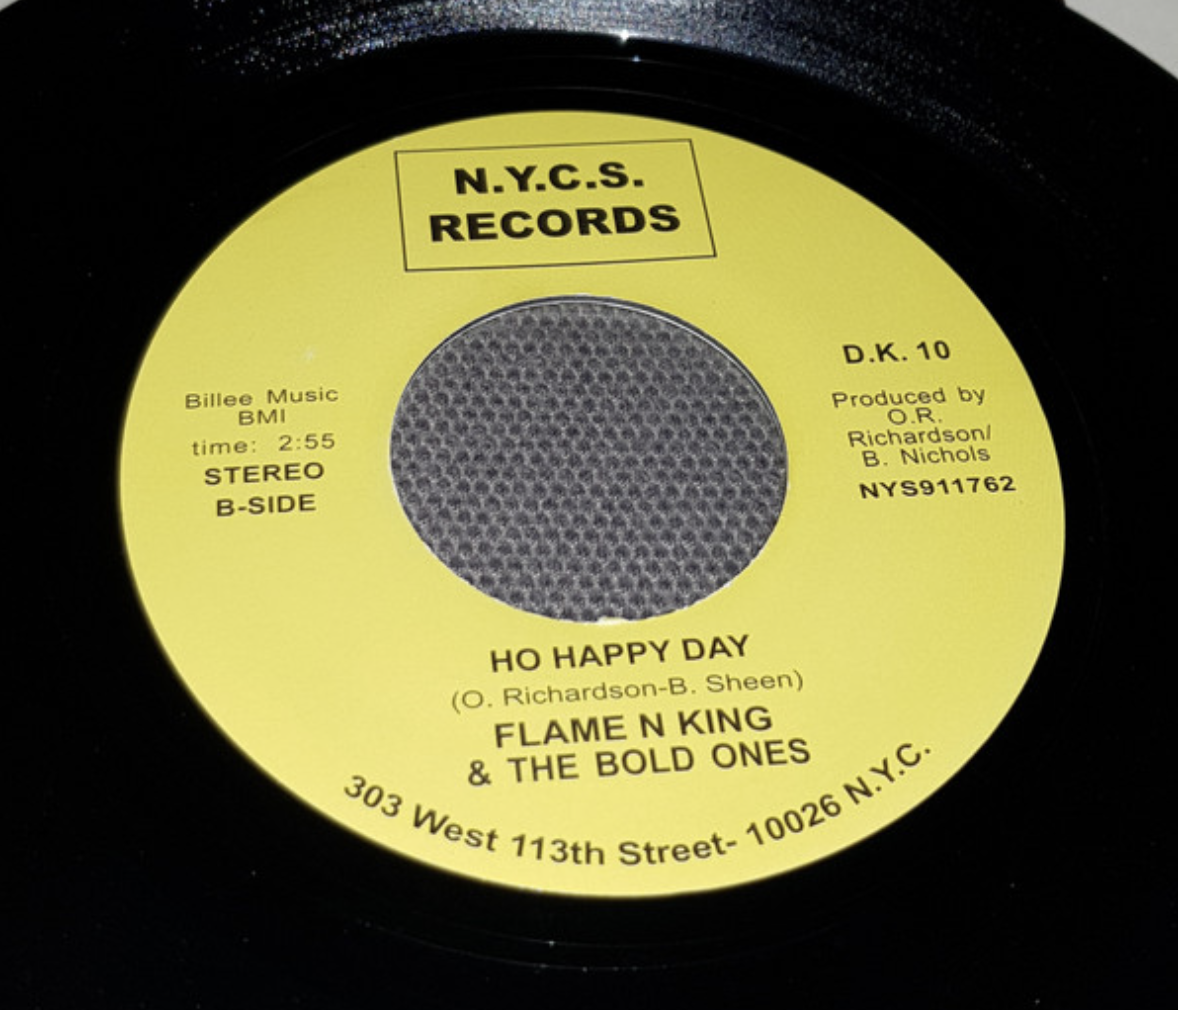 N.Y.C.S.
RECORDS
Billee Music
BMI
time: 2:55
STEREO
B-SIDE
D.K. 10
Produced by
O.R.
Richardson/
B. Nichols
NYS911762
HO HAPPY DAY
(O. Richardson-B. Sheen)
FLAME N KING
& THE BOLD ONES
303 West 113th Street- 10026 N.Y.C.